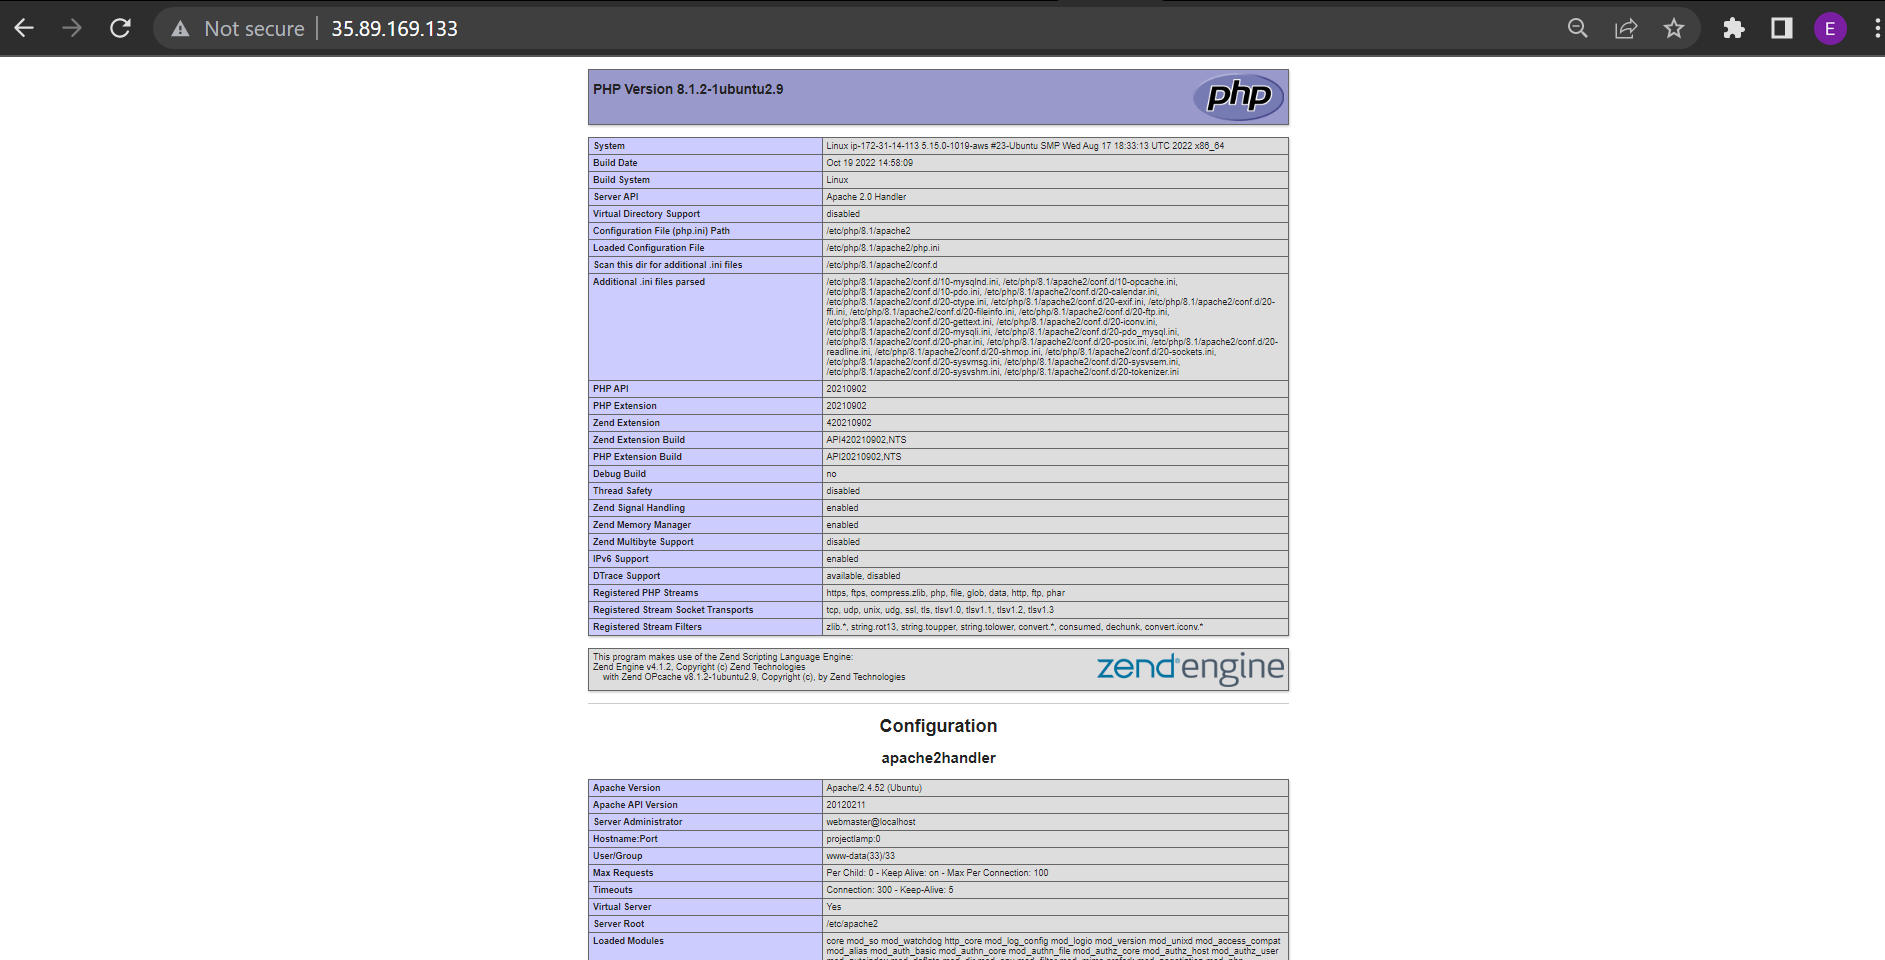 Not secure | 35.89.169.133
E
PHP Version 8.1.2-1ubuntu2.9
php
System Linux ip-172-31-14-113 5.15.0-1019-aws #23-Ubuntu SMP Wed Aug 17 18:33:13 UTC 2022 x86_64
Build Date Oct 19 2022 14:58:09
Build System Linux
Server API Apache 2.0 Handler
Virtual Directory Support disabled
Configuration File (php.ini) Path /etc/php/8.1/apache2
Loaded Configuration File /etc/php/8.1/apache2/php.ini
Scan this dir for additional .ini files /etc/php/8.1/apache2/conf.d
Additional .ini files parsed /etc/php/8.1/apache2/conf.d/10-mysqlnd.ini, /etc/php/8.1/apache2/conf.d/10-opcache.ini,
/etc/php/8.1/apache2/conf.d/10-pdo.ini, /etc/php/8.1/apache2/conf.d/20-calendar.ini,
/etc/php/8.1/apache2/conf.d/20-ctype.ini, /etc/php/8.1/apache2/conf.d/20-exif.ini, /etc/php/8.1/apache2/conf.d/20-
ffi.ini, /etc/php/8.1/apache2/conf.d/20-fileinfo.ini, /etc/php/8.1/apache2/conf.d/20-ftp.ini,
/etc/php/8.1/apache2/conf.d/20-gettext.ini, /etc/php/8.1/apache2/conf.d/20-iconv.ini,
/etc/php/8.1/apache2/conf.d/20-mysqli.ini, /etc/php/8.1/apache2/conf.d/20-pdo_mysql.ini,
/etc/php/8.1/apache2/conf.d/20-phar.ini, /etc/php/8.1/apache2/conf.d/20-posix.ini, /etc/php/8.1/apache2/conf.d/20-
readline.ini, /etc/php/8.1/apache2/conf.d/20-shmop.ini, /etc/php/8.1/apache2/conf.d/20-sockets.ini,
/etc/php/8.1/apache2/conf.d/20-sysvmsg.ini, /etc/php/8.1/apache2/conf.d/20-sysvsem.ini,
/etc/php/8.1/apache2/conf.d/20-sysvshm.ini, /etc/php/8.1/apache2/conf.d/20-tokenizer.ini
PHP API 20210902
PHP Extension 20210902
Zend Extension 420210902
Zend Extension Build API420210902,NTS
PHP Extension Build API20210902,NTS
Debug Build no
Thread Safety disabled
Zend Signal Handling enabled
Zend Memory Manager enabled
Zend Multibyte Support disabled
IPv6 Support enabled
DTrace Support available, disabled
Registered PHP Streams https, ftps, compress.zlib, php, file, glob, data, http, ftp, phar
Registered Stream Socket Transports tcp, udp, unix, udg, ssl, tls, tlsv1.0, tlsv1.1, tlsv1.2, tlsv1.3
Registered Stream Filters zlib.*, string.rot13, string.toupper, string.tolower, convert.*, consumed, dechunk, convert.iconv.*
This program makes use of the Zend Scripting Language Engine:
Zend Engine v4.1.2, Copyright (c) Zend Technologies
with Zend OPcache v8.1.2-1ubuntu2.9, Copyright (c), by Zend Technologies
zend engine
Configuration
apache2handler
Apache Version Apache/2.4.52 (Ubuntu)
Apache API Version 20120211
Server Administrator webmaster@localhost
Hostname:Port projectlamp:0
User/Group www-data(33)/33
Max Requests Per Child: 0 - Keep Alive: on - Max Per Connection: 100
Timeouts Connection: 300 - Keep-Alive: 5
Virtual Server Yes
Server Root /etc/apache2
Loaded Modules core mod_so mod_watchdog http_core mod_log_config mod_logio mod_version mod_unixd mod_access_compat
mod_alias mod_auth_basic mod_authn_core mod_authn_file mod_authz_core mod_authz_host mod_authz_user